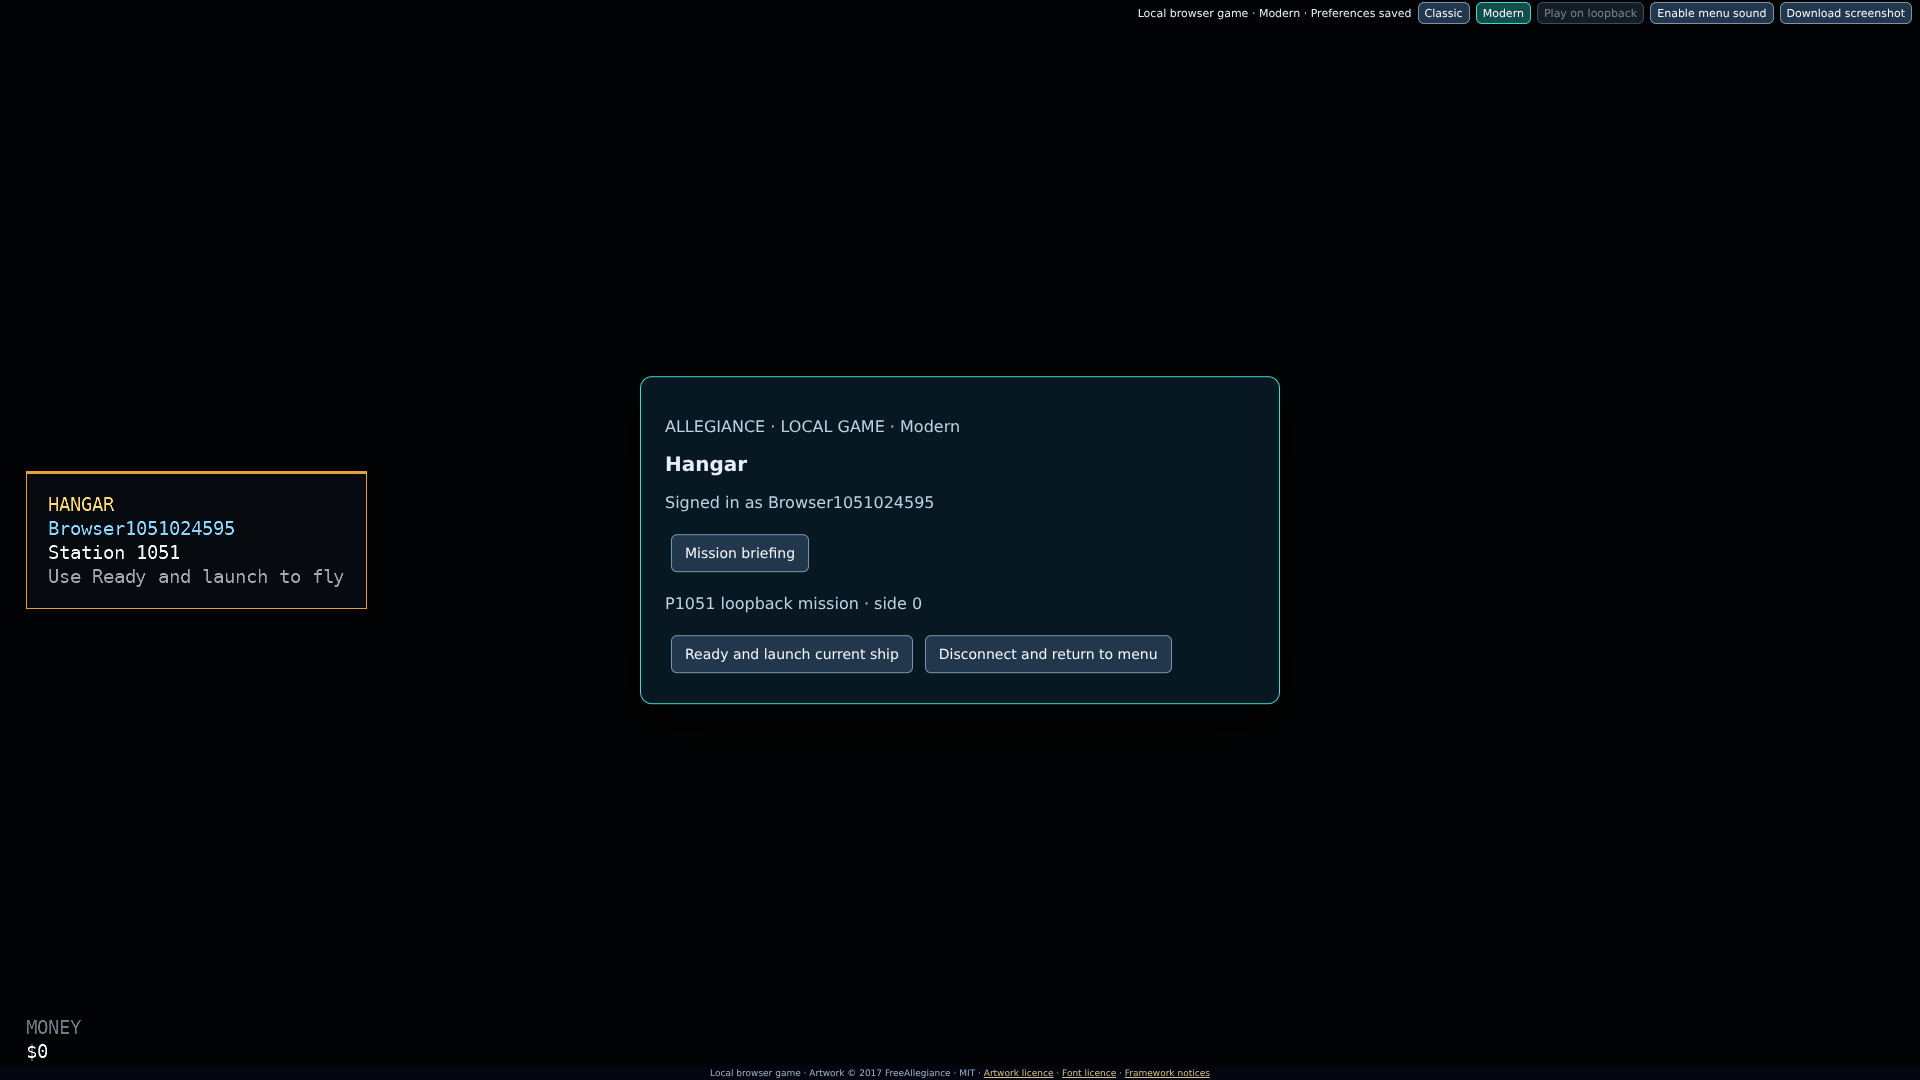 Local browser game · Modern · Preferences saved Classic Modern Play on loopback Enable menu sound Download screenshot
ALLEGIANCE · LOCAL GAME · Modern
Hangar
Signed in as Browser1051024595
Mission briefing
P1051 loopback mission · side 0
Ready and launch current ship Disconnect and return to menu
HANGAR
Browser1051024595
Station 1051
Use Ready and launch to fly
MONEY
$0
Local browser game · Artwork © 2017 FreeAllegiance · MIT · Artwork licence · Font licence · Framework notices